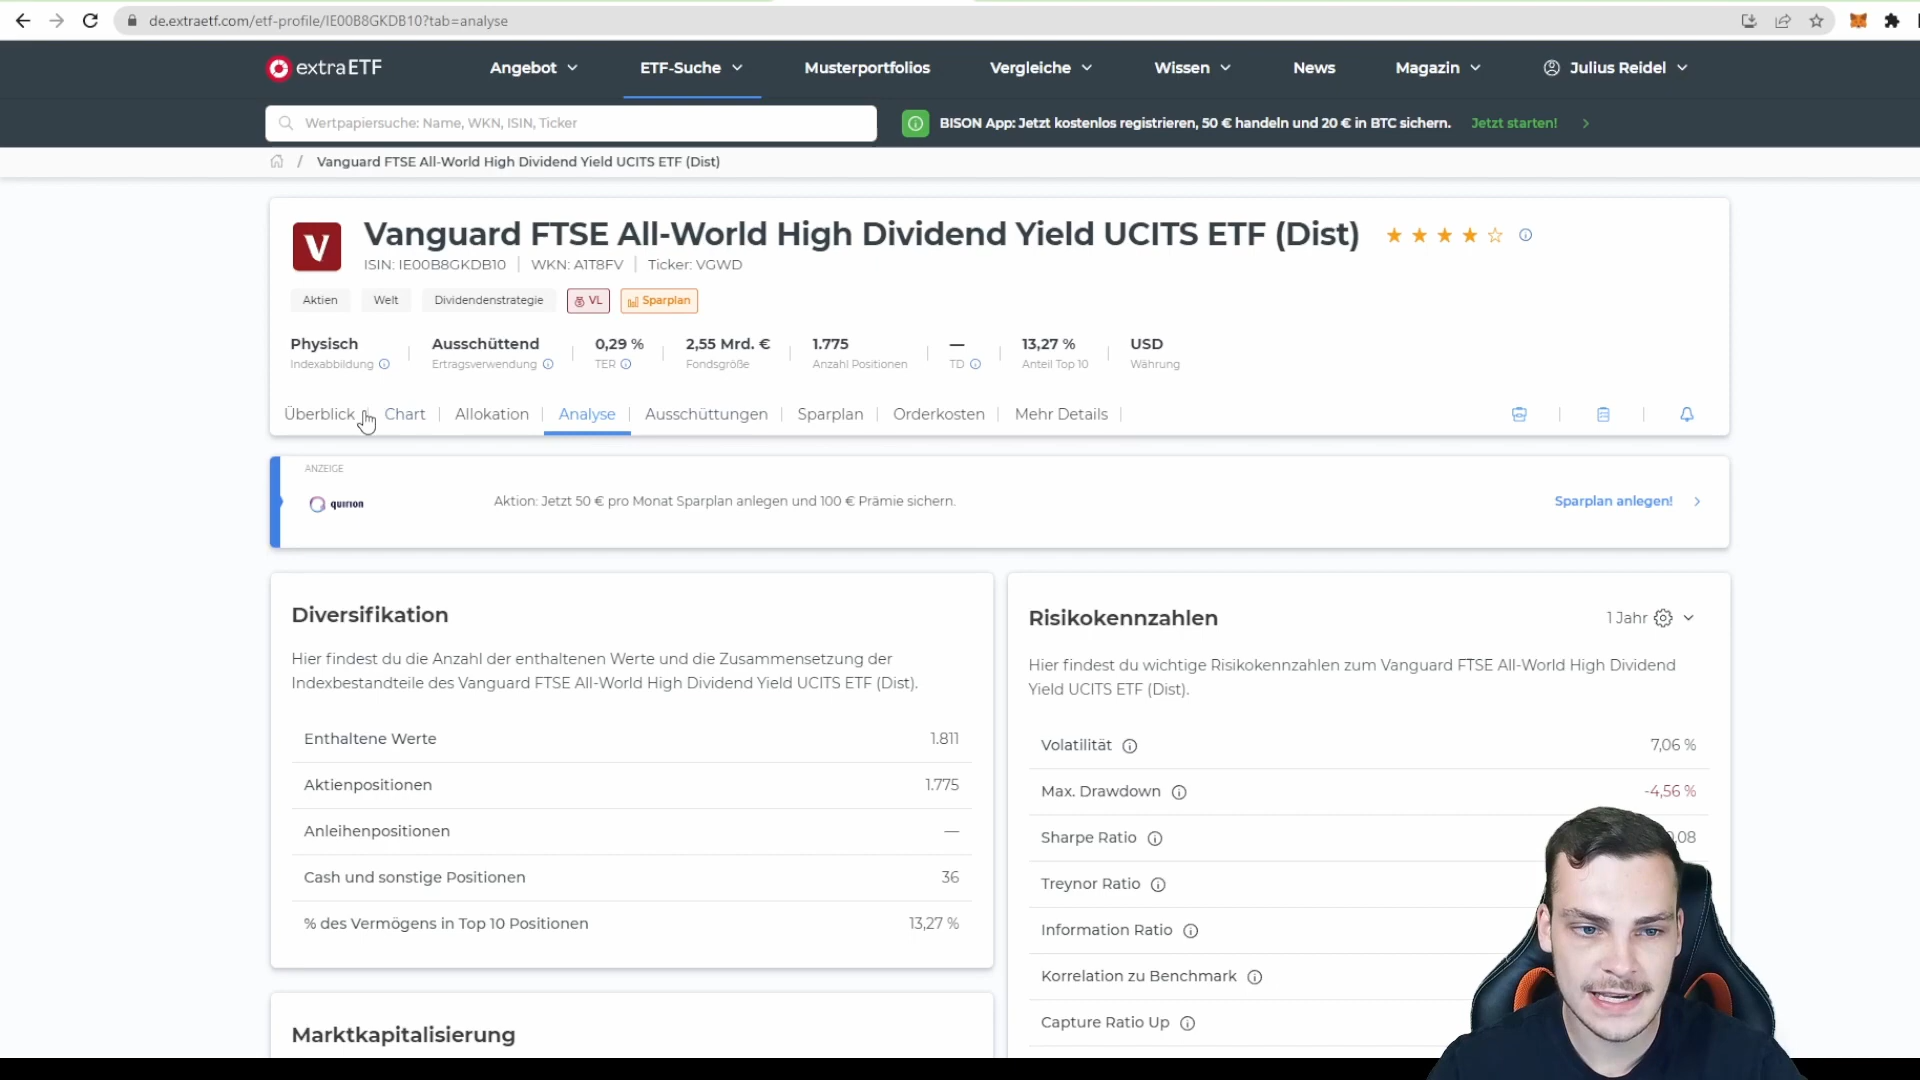 de.extraetf.com/etf-profile/IE00B8GKDB10?tab=analyse
extraETF
Angebot
ETF-Suche
Musterportfolios
Vergleiche
Wissen
News
Magazin
Julius Reidel
Wertpapiersuche: Name, WKN, ISIN, Ticker
BISON App: Jetzt kostenlos registrieren, 50 € handeln und 20 € in BTC sichern. Jetzt starten!
/ Vanguard FTSE All-World High Dividend Yield UCITS ETF (Dist)
V
Vanguard FTSE All-World High Dividend Yield UCITS ETF (Dist)
ISIN: IE00B8GKDB10 | WKN: A1T8FV | Ticker: VGWD
Aktien
Welt
Dividendenstrategie
VL
Sparplan
Physisch
Indexabbildung
Ausschüttend
Ertragsverwendung
0,29 %
TER
2,55 Mrd. €
Fondsgröße
1.775
Anzahl Positionen
—
TD
13,27 %
Anteil Top 10
USD
Währung
Überblick | Chart | Allokation | Analyse | Ausschüttungen | Sparplan | Orderkosten | Mehr Details |
ANZEIGE
quirion
Aktion: Jetzt 50 € pro Monat Sparplan anlegen und 100 € Prämie sichern.
Sparplan anlegen!
Diversifikation
Hier findest du die Anzahl der enthaltenen Werte und die Zusammensetzung der
Indexbestandteile des Vanguard FTSE All-World High Dividend Yield UCITS ETF (Dist).
Enthaltene Werte 1.811
Aktienpositionen 1.775
Anleihenpositionen —
Cash und sonstige Positionen 36
% des Vermögens in Top 10 Positionen 13,27 %
Marktkapitalisierung
Risikokennzahlen
1 Jahr
Hier findest du wichtige Risikokennzahlen zum Vanguard FTSE All-World High Dividend
Yield UCITS ETF (Dist).
Volatilität 7,06 %
Max. Drawdown -4,56 %
Sharpe Ratio
Treynor Ratio
Information Ratio
Korrelation zu Benchmark
Capture Ratio Up